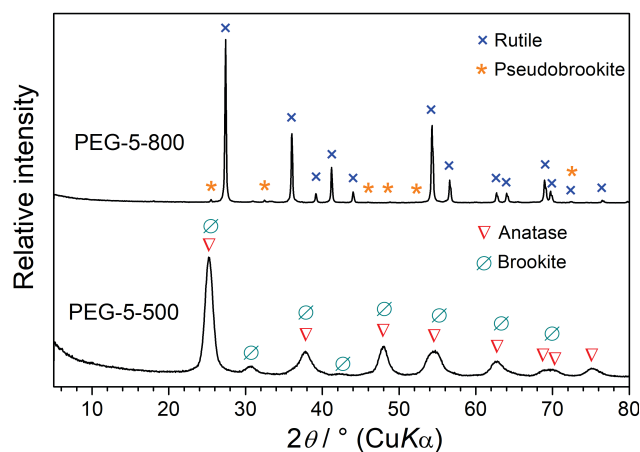 Relative intensity
Rutile
Pseudobrookite
PEG-5-800
Anatase
Brookite
PEG-5-500
10 20 30 40 50 60 70 80
2θ / ° (CuKα)